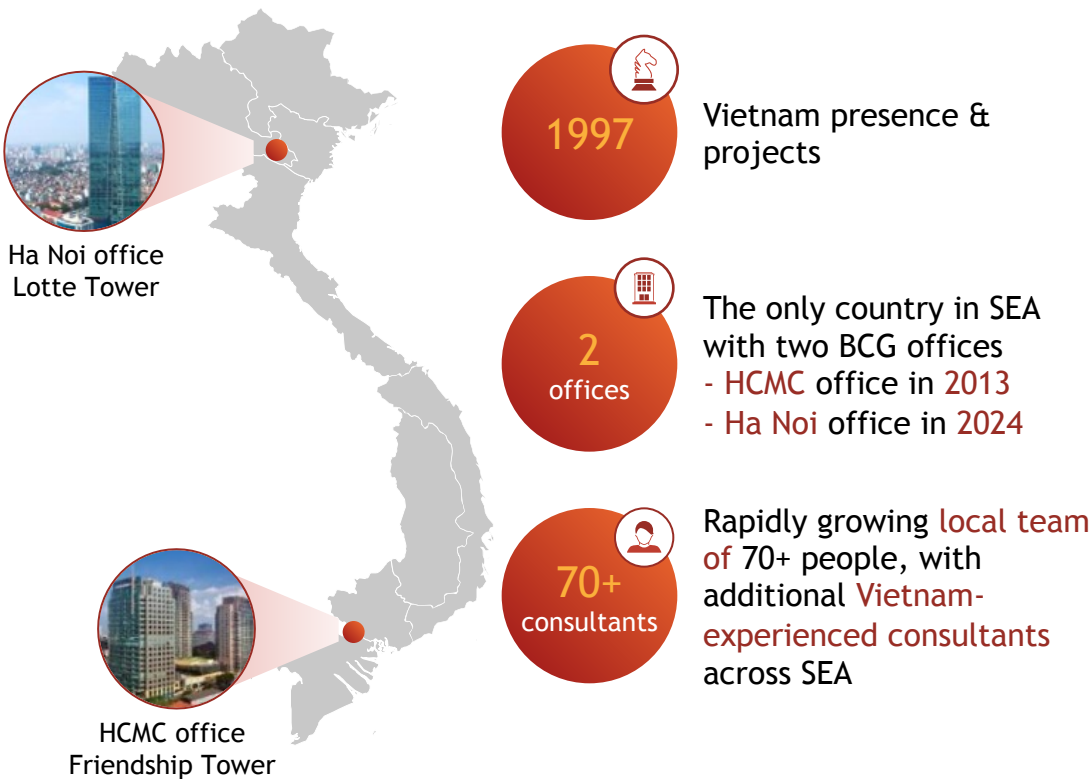 Ha Noi office
Lotte Tower
HCMC office
Friendship Tower
1997
Vietnam presence &
projects
2
offices
The only country in SEA
with two BCG offices
- HCMC office in 2013
- Ha Noi office in 2024
70+
consultants
Rapidly growing local team
of 70+ people, with
additional Vietnam-
experienced consultants
across SEA